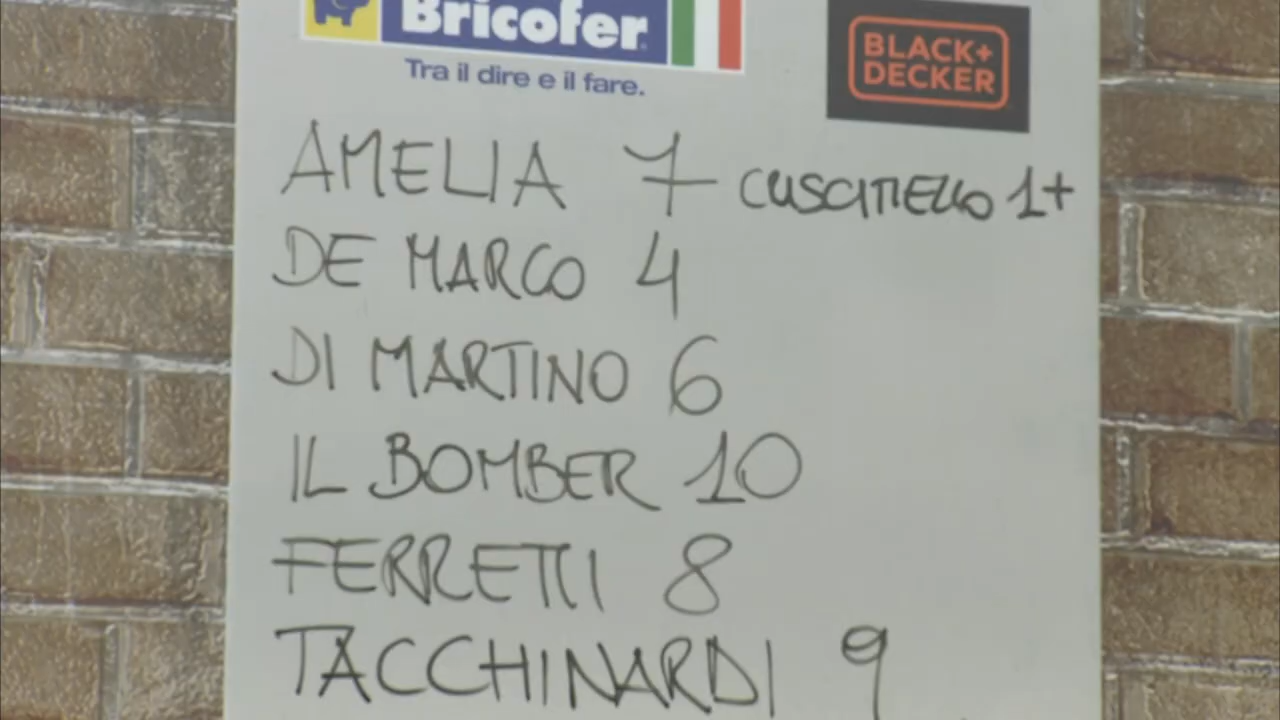 Bricofer
Tra il dire e il fare.
BLACK+
DECKER
AMELIA 7 CUSCITIELLO 1+
DE MARCO 4
DI MARTINO 6
IL BOMBER 10
FERRETTI 8
TACCHINARDI 9